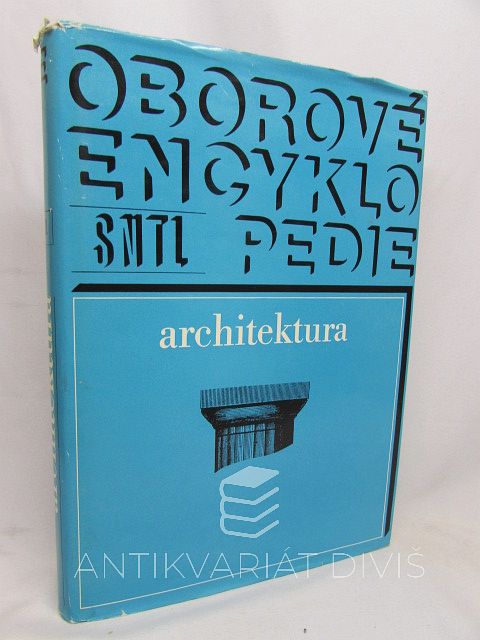 OBOROVÉ
ENCYKLO
SNTL PEDIE
architektura
ANTIKVARIÁT DIVIŠ